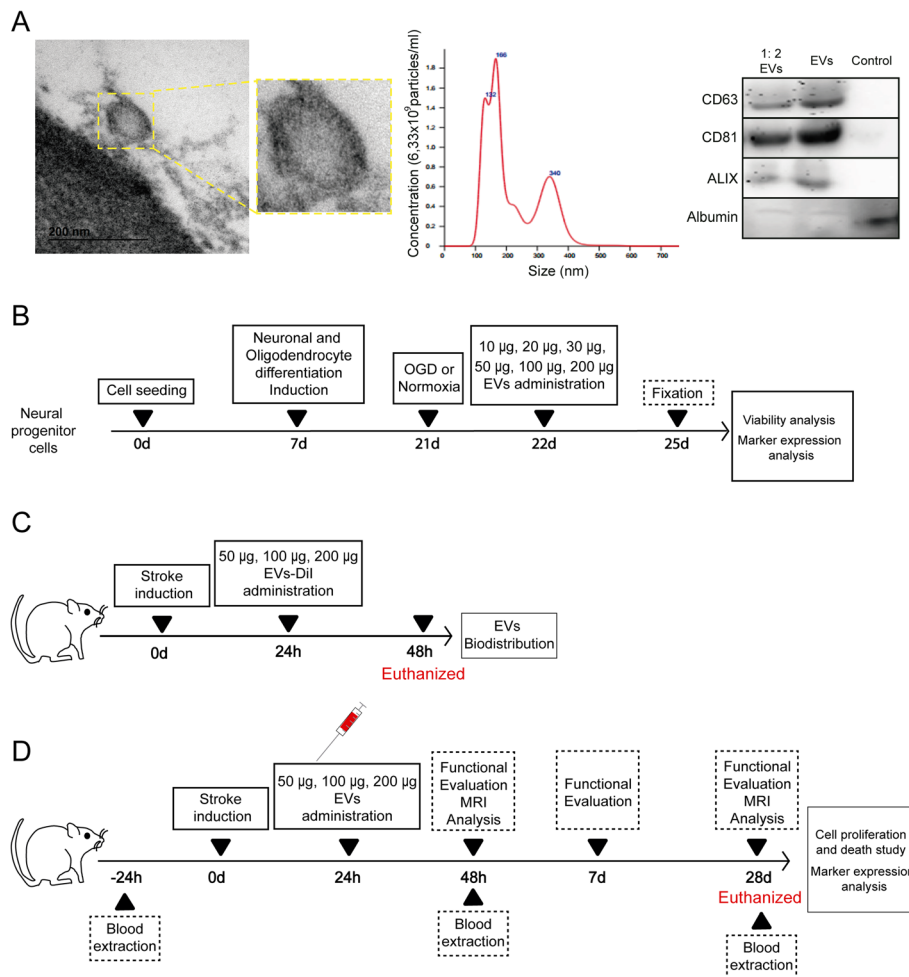 A
200 nm
Concentration (6,33x10⁹particles/ml)
1.8
1.6
1.4
1.2
1.0
0.8
0.6
0.4
0.2
0
132
166
340
0 100 200 300 400 500 600 700
Size (nm)
1: 2
EVs
EVs
Control
CD63
CD81
ALIX
Albumin
B
Neural
progenitor
cells
Cell seeding
0d
Neuronal and
Oligodendrocyte
differentiation
Induction
7d
OGD or
Normoxia
21d
10 µg, 20 µg, 30 µg,
50 µg, 100 µg, 200 µg
EVs administration
22d
Fixation
25d
Viability analysis
Marker expression
analysis
C
Stroke
induction
0d
50 µg, 100 µg, 200 µg
EVs-DiI
administration
24h
48h
Euthanized
EVs
Biodistribution
D
-24h
Blood
extraction
Stroke
induction
0d
50 µg, 100 µg, 200 µg
EVs
administration
24h
Functional
Evaluation
MRI
Analysis
48h
Blood
extraction
Functional
Evaluation
7d
Functional
Evaluation
MRI
Analysis
28d
Euthanized
Blood
extraction
Cell proliferation
and death study
Marker expression
analysis